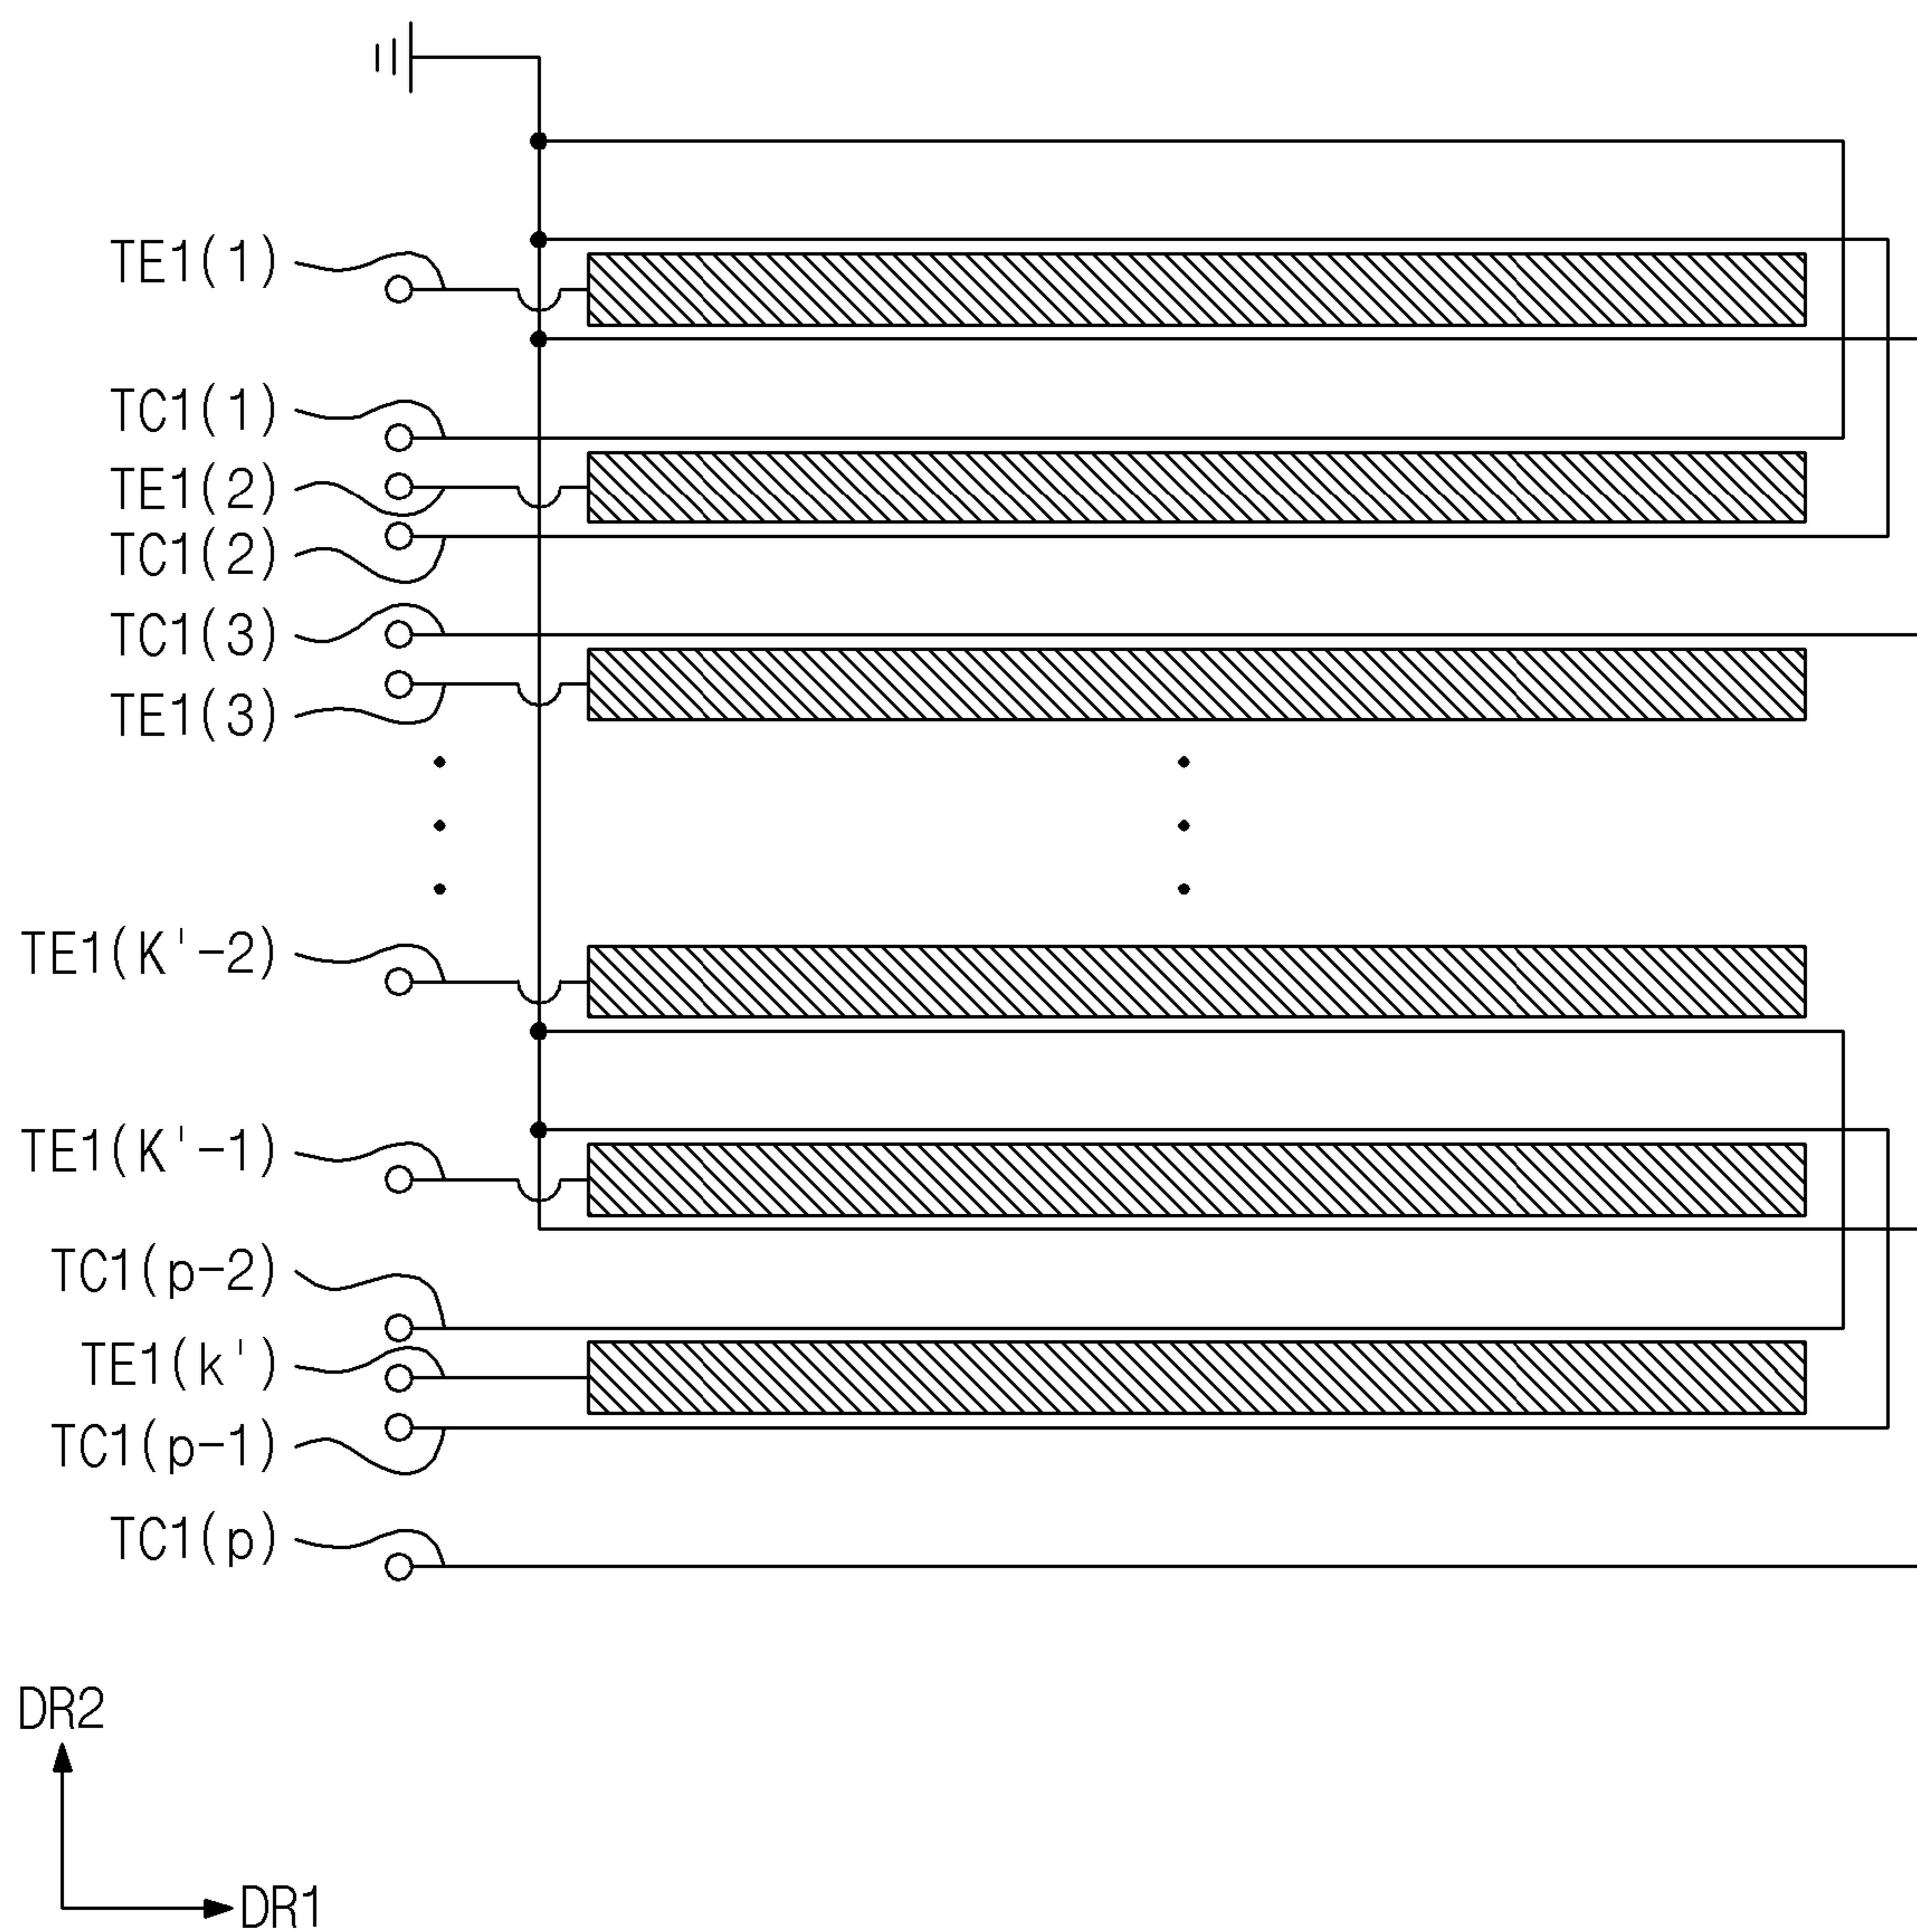 TE1(1)
TC1(1)
TE1(2)
TC1(2)
TC1(3)
TE1(3)
TE1(K'-2)
TE1(K'-1)
TC1(p-2)
TE1(k')
TC1(p-1)
TC1(p)
DR2
DR1